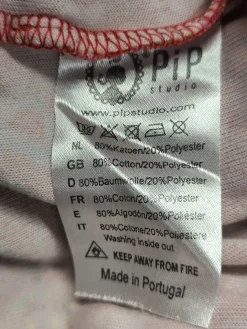 PiP
studio
www.pipstudio.com
NL 80%Katoen/20%Polyester
GB 80%Cotton/20%Polyester
D 80%Baumwolle/20%Polyester
FR 80%Coton/20%Polyester
E 80%Algodón/20%Poliéster
IT 80%Cotone/20%Poliestere
Washing inside out
KEEP AWAY FROM FIRE
Made in Portugal